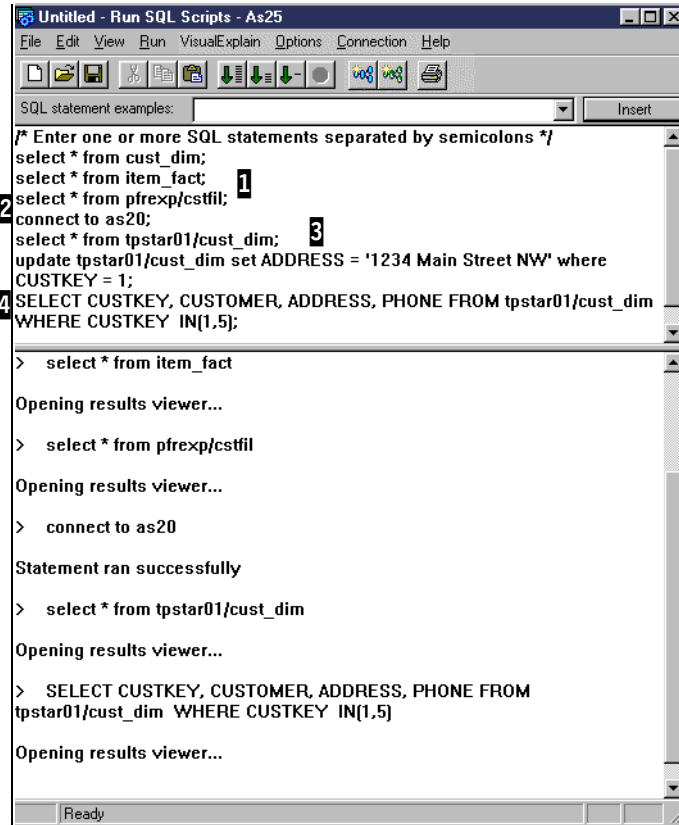 Untitled - Run SQL Scripts - As25
File Edit View Run VisualExplain Options Connection Help
SQL statement examples: Insert
/* Enter one or more SQL statements separated by semicolons */
select * from cust_dim;
select * from item_fact; 1
2 select * from pfrexp/cstfil;
connect to as20;
select * from tpstar01/cust_dim; 3
update tpstar01/cust_dim set ADDRESS = '1234 Main Street NW' where
CUSTKEY = 1;
4 SELECT CUSTKEY, CUSTOMER, ADDRESS, PHONE FROM tpstar01/cust_dim
WHERE CUSTKEY IN(1,5);
> select * from item_fact
Opening results viewer...
> select * from pfrexp/cstfil
Opening results viewer...
> connect to as20
Statement ran successfully
> select * from tpstar01/cust_dim
Opening results viewer...
> SELECT CUSTKEY, CUSTOMER, ADDRESS, PHONE FROM
tpstar01/cust_dim WHERE CUSTKEY IN(1,5)
Opening results viewer...
Ready